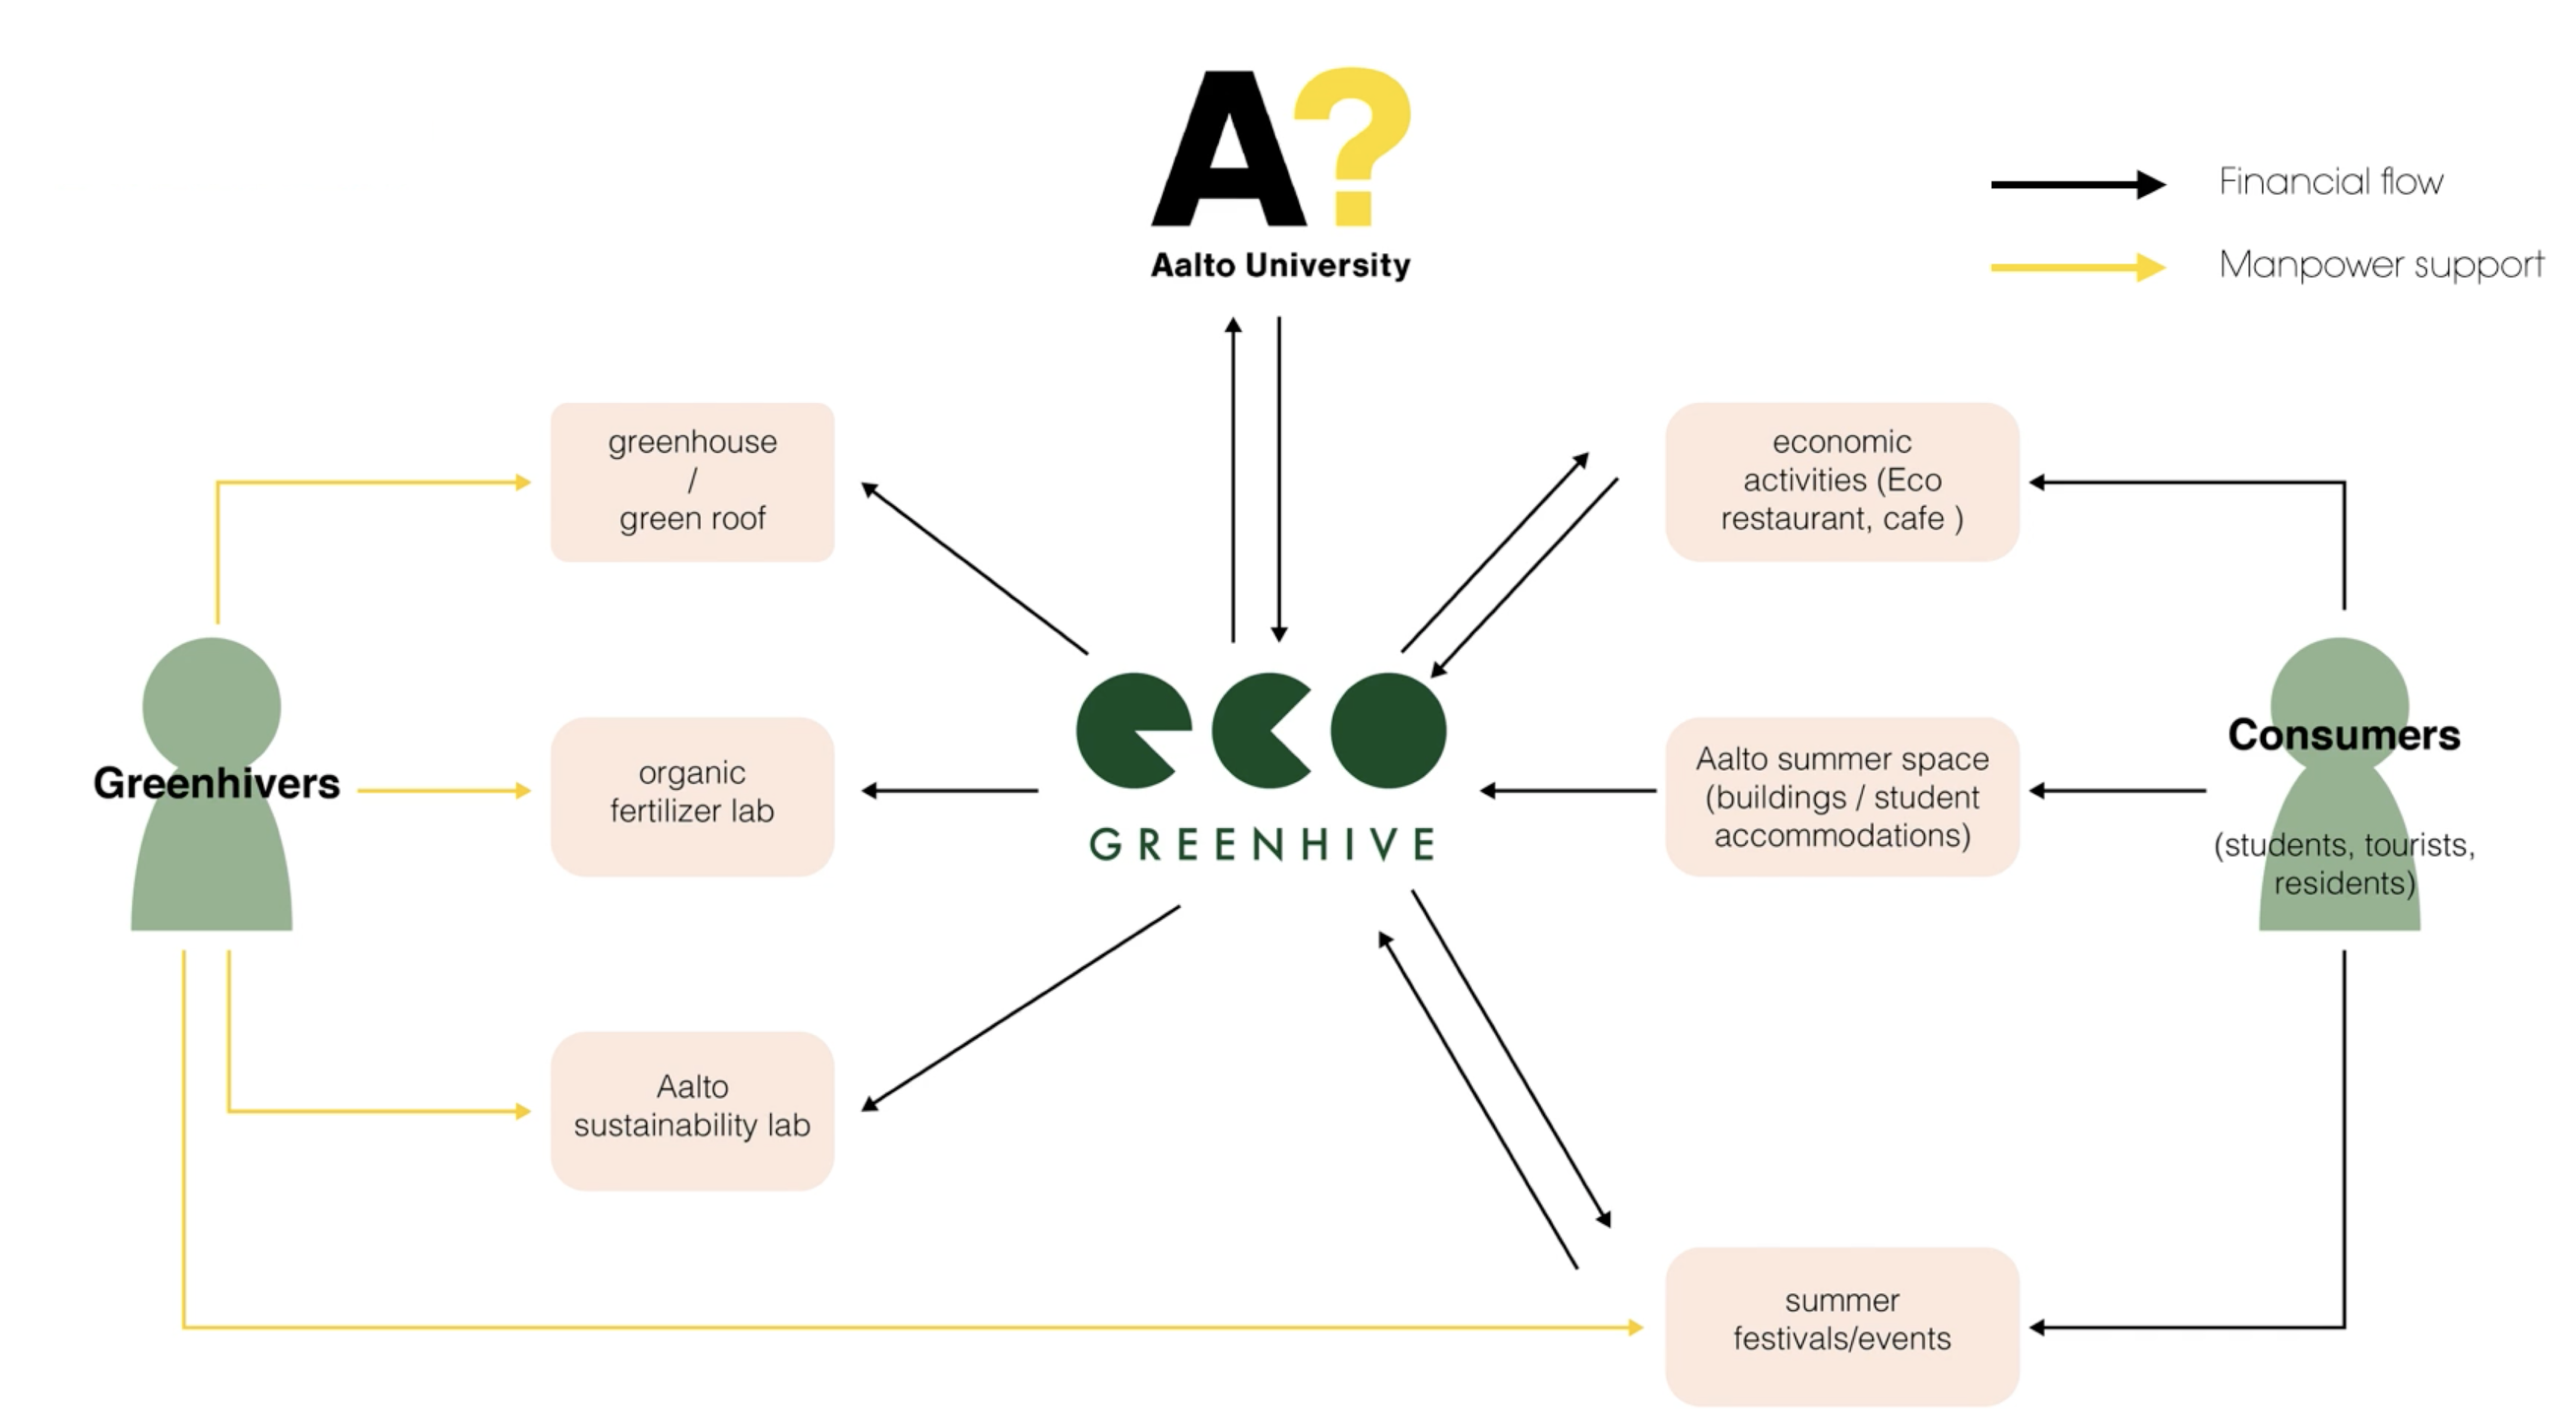 A?
Aalto University
Financial flow
Manpower support
greenhouse
/
green roof
economic
activities (Eco
restaurant, cafe )
Greenhivers
organic
fertilizer lab
eco
GREENHIVE
Aalto summer space
(buildings / student
accommodations)
Consumers
(students, tourists,
residents)
Aalto
sustainability lab
summer
festivals/events